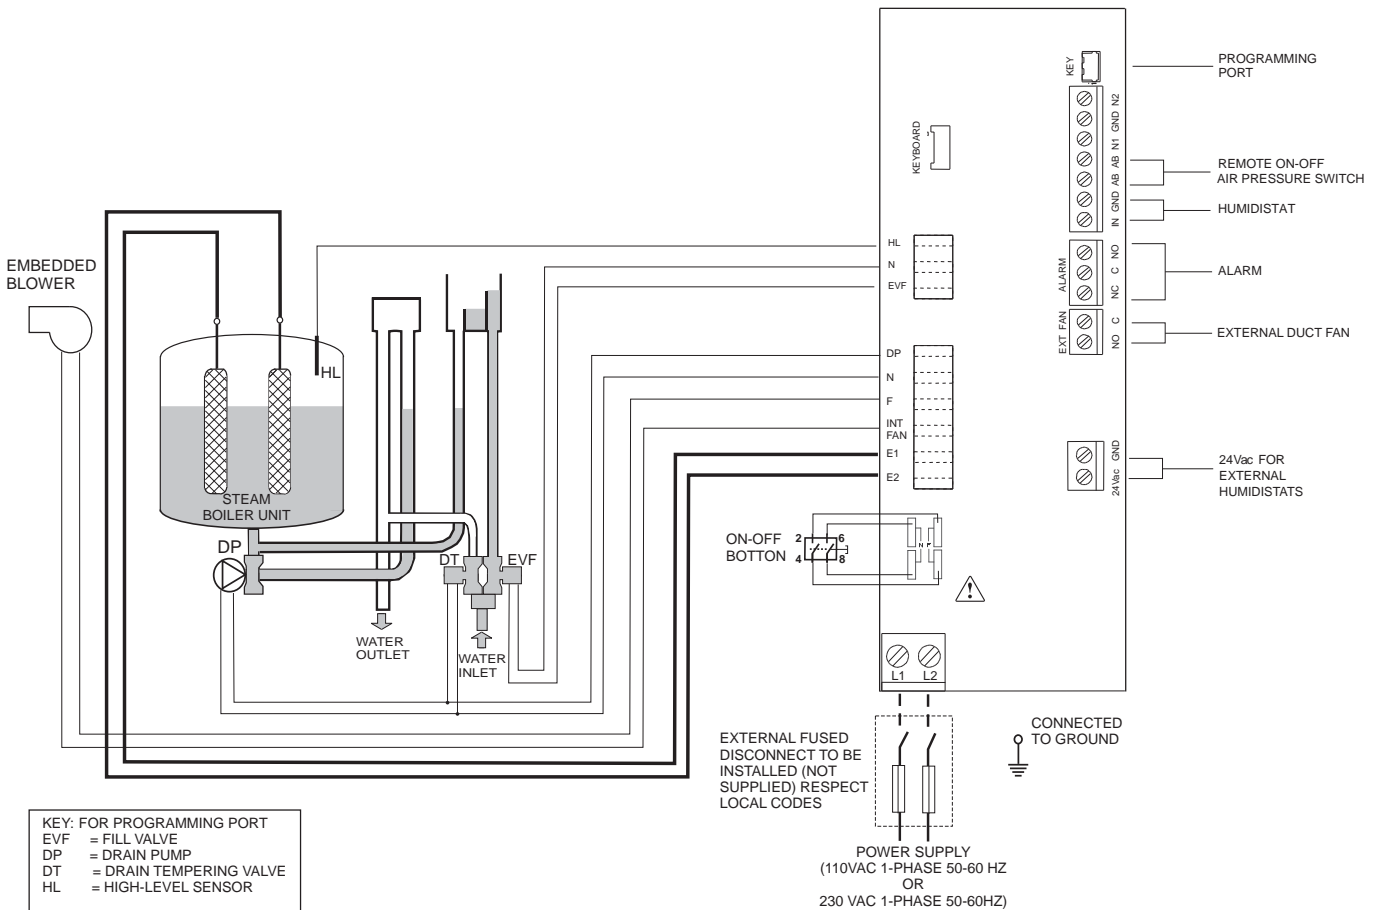 KEY
PROGRAMMING
PORT
N2
GND
N1
AB
AB
GND
IN
KEYBOARD
REMOTE ON-OFF
AIR PRESSURE SWITCH
HUMIDISTAT
HL
N
EVF
ALARM
NO
C
NC
ALARM
EXT FAN
C
NO
EXTERNAL DUCT FAN
EMBEDDED
BLOWER
HL
DP
N
F
INT
FAN
E1
E2
GND
24Vac
24Vac FOR
EXTERNAL
HUMIDISTATS
STEAM
BOILER UNIT
DP
DT
EVF
ON-OFF
BOTTON
2
6
4
8
N
F
WATER
OUTLET
WATER
INLET
L1
L2
EXTERNAL FUSED
DISCONNECT TO BE
INSTALLED (NOT
SUPPLIED) RESPECT
LOCAL CODES
CONNECTED
TO GROUND
POWER SUPPLY
(110VAC 1-PHASE 50-60 HZ
OR
230 VAC 1-PHASE 50-60HZ)
KEY: FOR PROGRAMMING PORT
EVF = FILL VALVE
DP = DRAIN PUMP
DT = DRAIN TEMPERING VALVE
HL = HIGH-LEVEL SENSOR